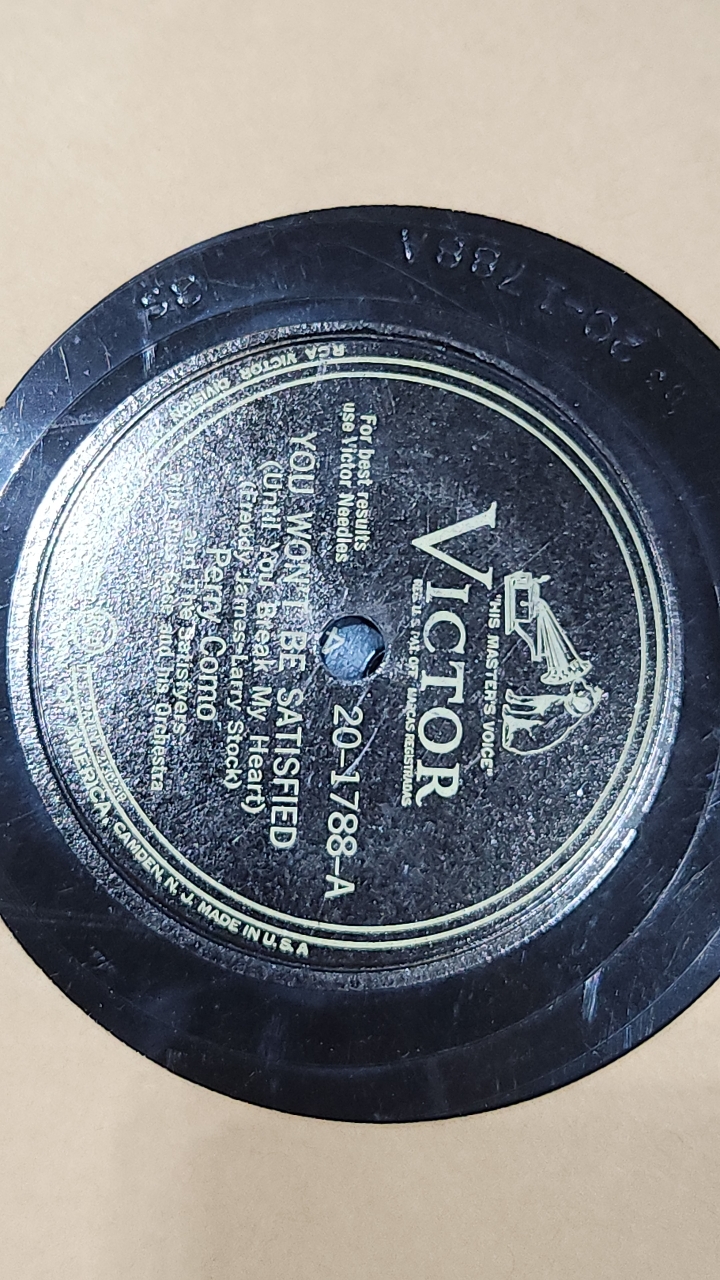 "HIS MASTER'S VOICE"
VICTOR
REG. U.S. PAT. OFF. MARCAS REGISTRADAS
For best results
use Victor Needles
20-1788-A
YOU WON'T BE SATISFIED
(Until You Break My Heart)
(Freddy James-Larry Stock)
Perry Como
and The Satisfyers
and his Orchestra
RCA VICTOR DIVISION
AMERICA, CAMDEN, N. J. MADE IN U.S.A
20-1788A
A